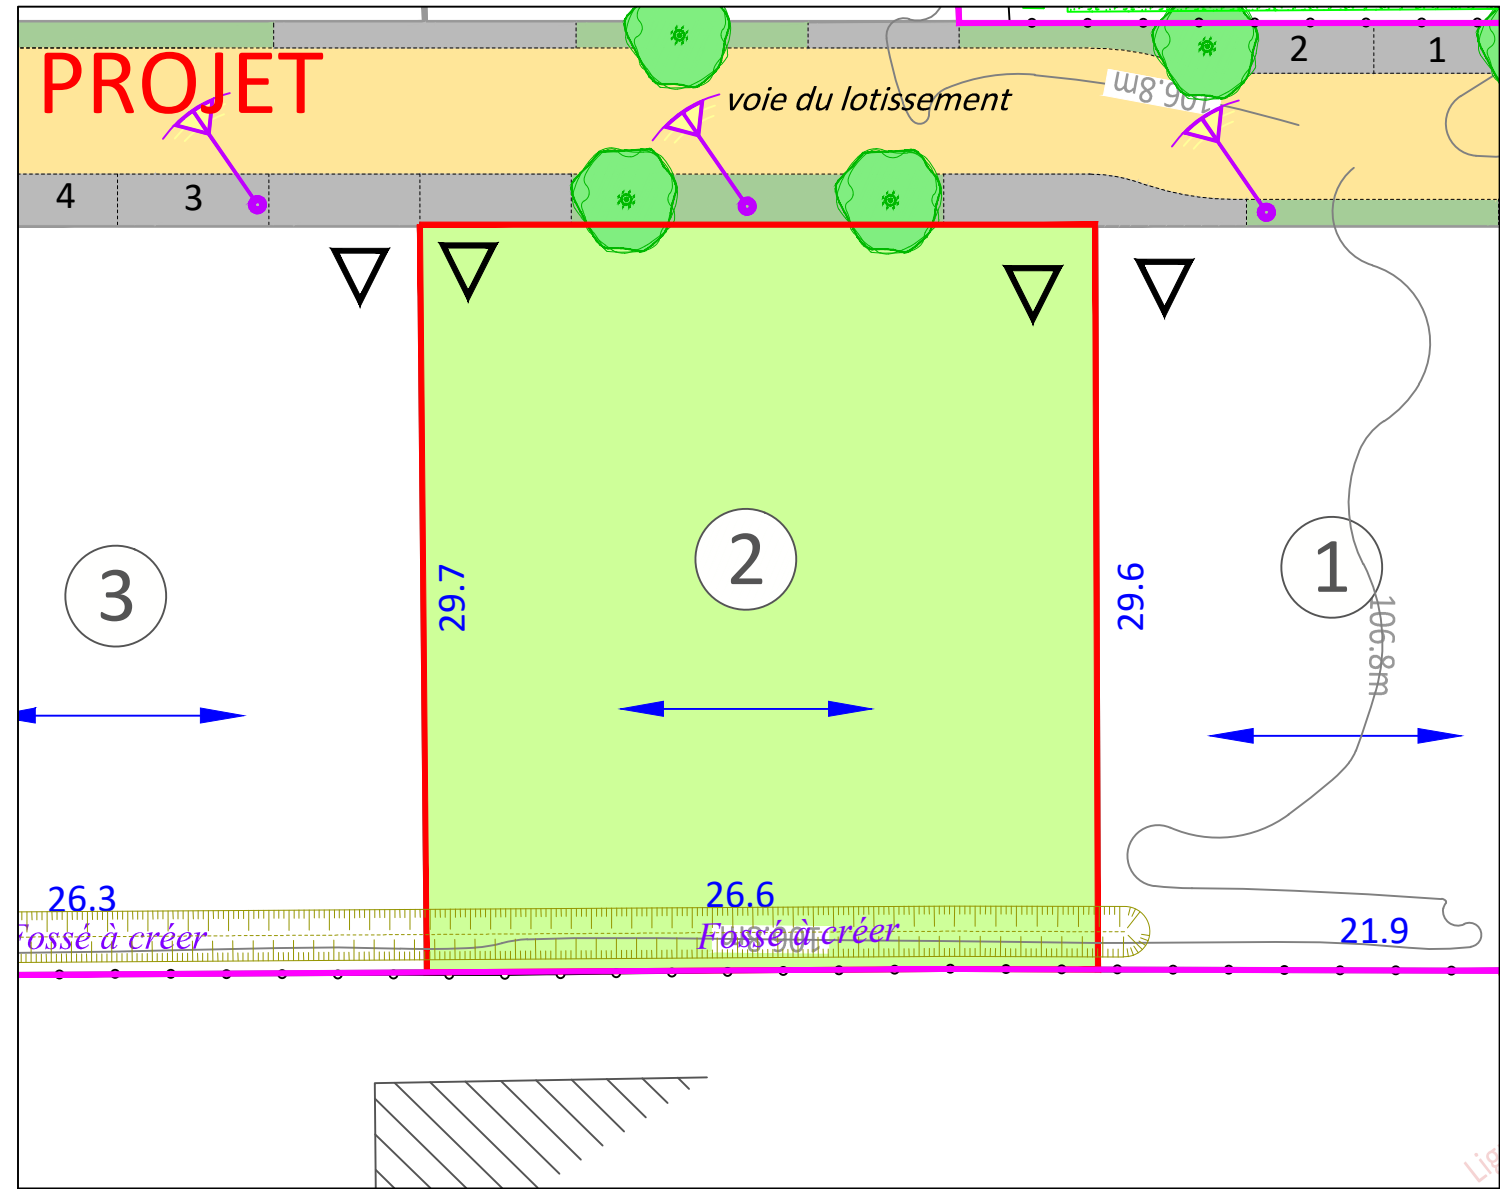 2
1
PROJET
voie du lotissement
106.8m
4
3
3
2
1
29.7
29.6
106.8m
26.3
26.6
21.9
Fossé à créer
Fossé à créer
Lig